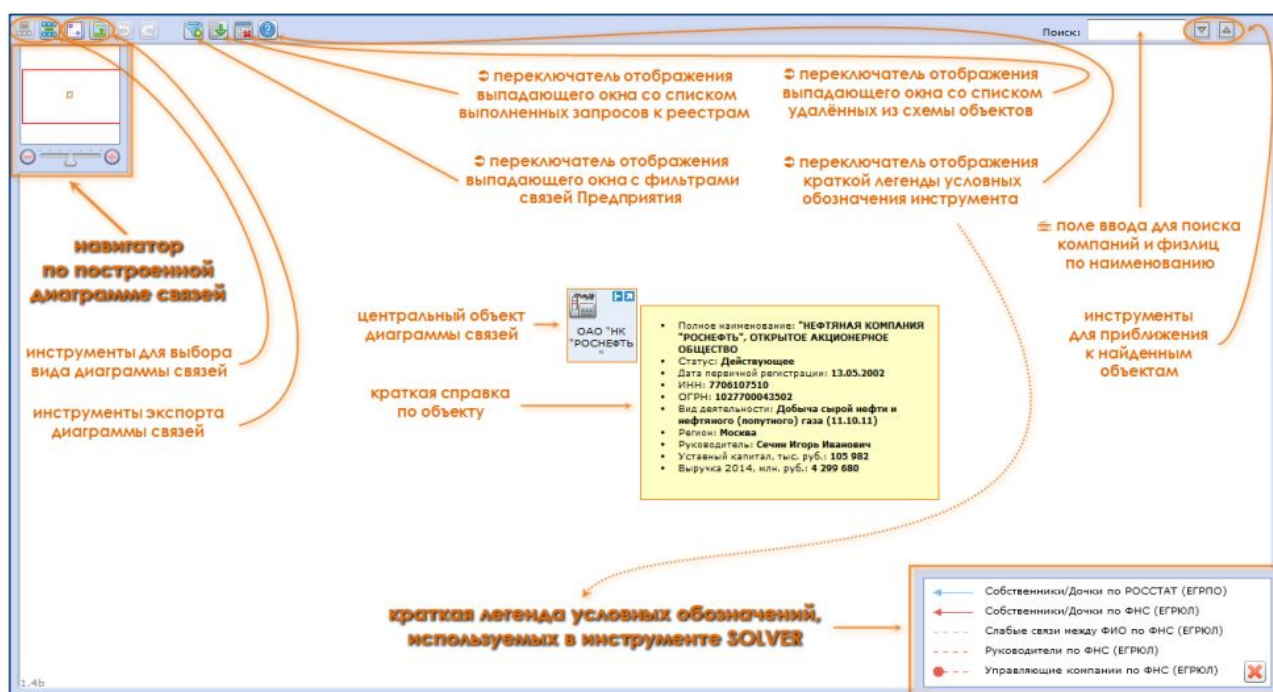 Поиск:
➲ переключатель отображения
выпадающего окна со списком
выполненных запросов к реестрам
➲ переключатель отображения
выпадающего окна со списком
удалённых из схемы объектов
➲ переключатель отображения
выпадающего окна с фильтрами
связей Предприятия
➲ переключатель отображения
краткой легенды условных
обозначения инструмента
поле ввода для поиска
компаний и физлиц
по наименованию
навигатор
по построенной
диаграмме связей
инструменты для выбора
вида диаграммы связей
инструменты экспорта
диаграммы связей
центральный объект
диаграммы связей
ОАО "НК
"РОСНЕФТЬ
"
краткая справка
по объекту
• Полное наименование: "НЕФТЯНАЯ КОМПАНИЯ
"РОСНЕФТЬ", ОТКРЫТОЕ АКЦИОНЕРНОЕ
ОБЩЕСТВО
• Статус: Действующее
• Дата первичной регистрации: 13.05.2002
• ИНН: 7706107510
• ОГРН: 1027700043502
• Вид деятельности: Добыча сырой нефти и
нефтяного (попутного) газа (11.10.11)
• Регион: Москва
• Руководитель: Сечин Игорь Иванович
• Уставный капитал, тыс. руб.: 105 982
• Выручка 2014, млн. руб.: 4 299 680
инструменты
для приближения
к найденным
объектам
краткая легенда условных обозначений,
используемых в инструменте SOLVER
Собственники/Дочки по РОССТАТ (ЕГРПО)
Собственники/Дочки по ФНС (ЕГРЮЛ)
Слабые связи между ФИО по ФНС (ЕГРЮЛ)
Руководители по ФНС (ЕГРЮЛ)
Управляющие компании по ФНС (ЕГРЮЛ)
1.4b